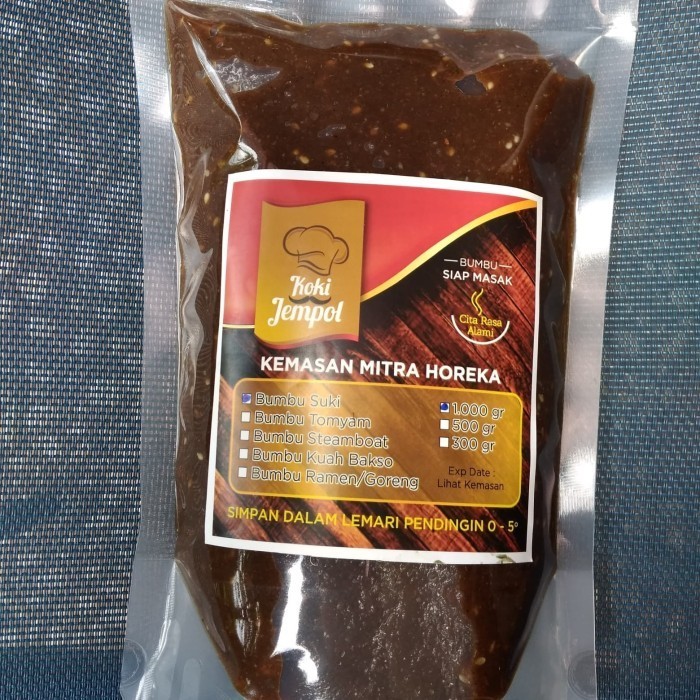 Koki
Jempol
BUMBU
SIAP MASAK
Cita Rasa
Alami
KEMASAN MITRA HOREKA
Bumbu Suki
Bumbu Tomyam
Bumbu Steamboat
Bumbu Kuah Bakso
Bumbu Ramen/Goreng
1.000 gr
500 gr
300 gr
Exp Date :
Lihat Kemasan
SIMPAN DALAM LEMARI PENDINGIN 0 - 5°